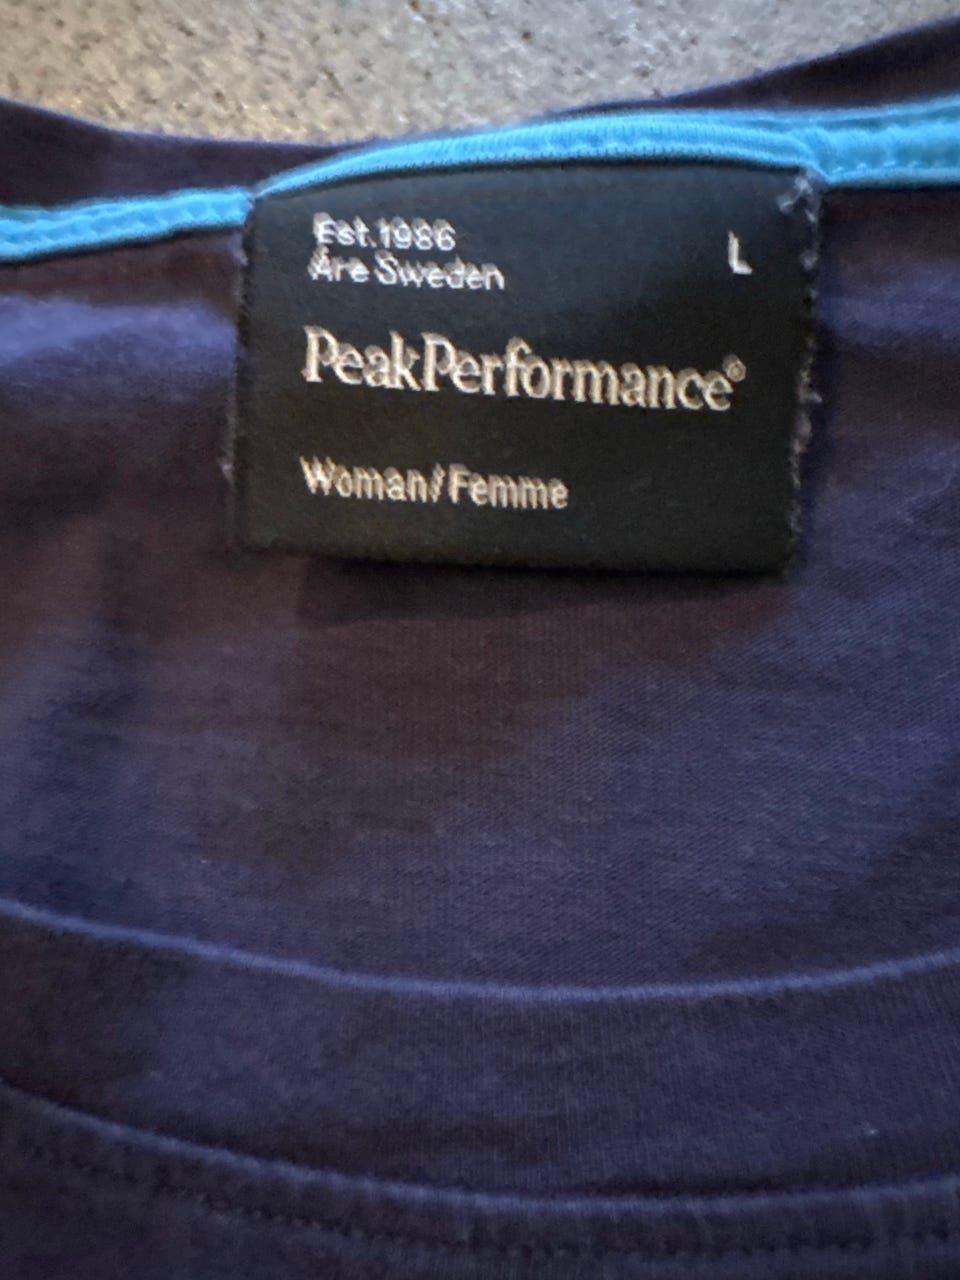 Est.1986
Åre Sweden
L
PeakPerformance®
Woman/Femme